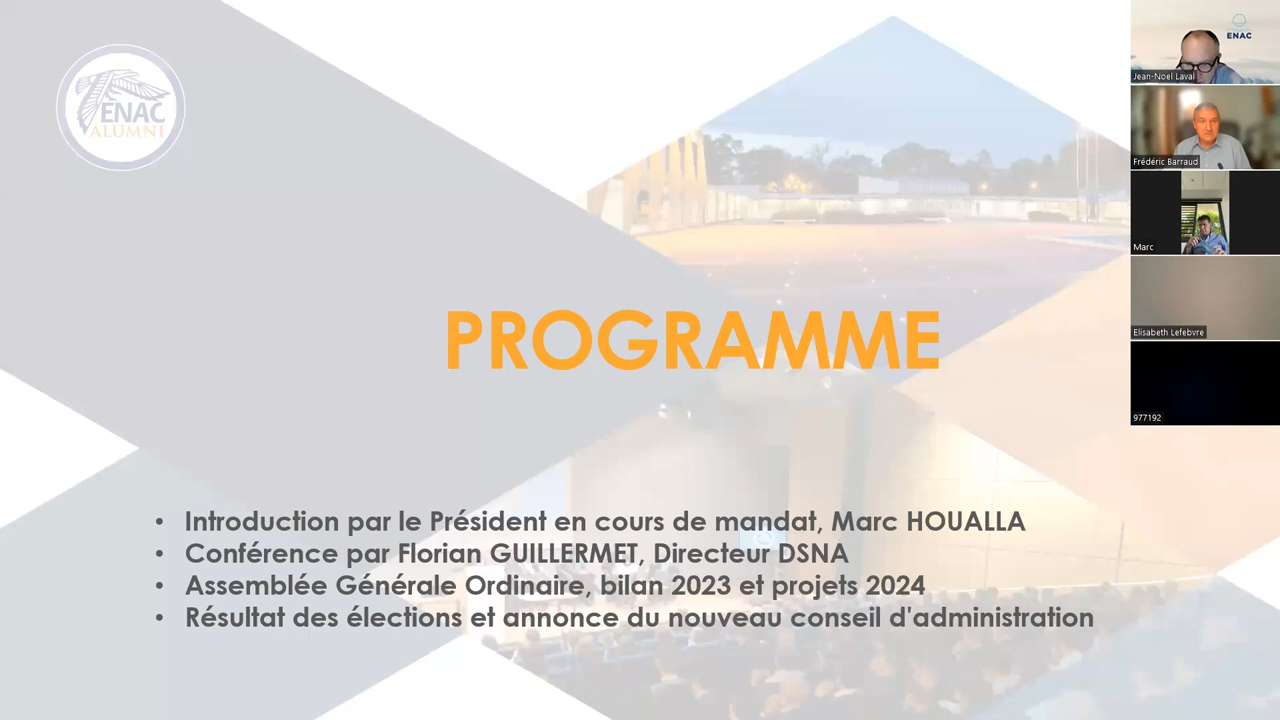 ENAC
ALUMNI
PROGRAMME
• Introduction par le Président en cours de mandat, Marc HOUALLA
• Conférence par Florian GUILLERMET, Directeur DSNA
• Assemblée Générale Ordinaire, bilan 2023 et projets 2024
• Résultat des élections et annonce du nouveau conseil d'administration
ENAC
Jean-Noel Laval
Frédéric Barraud
Marc
Elisabeth Lefebvre
977192